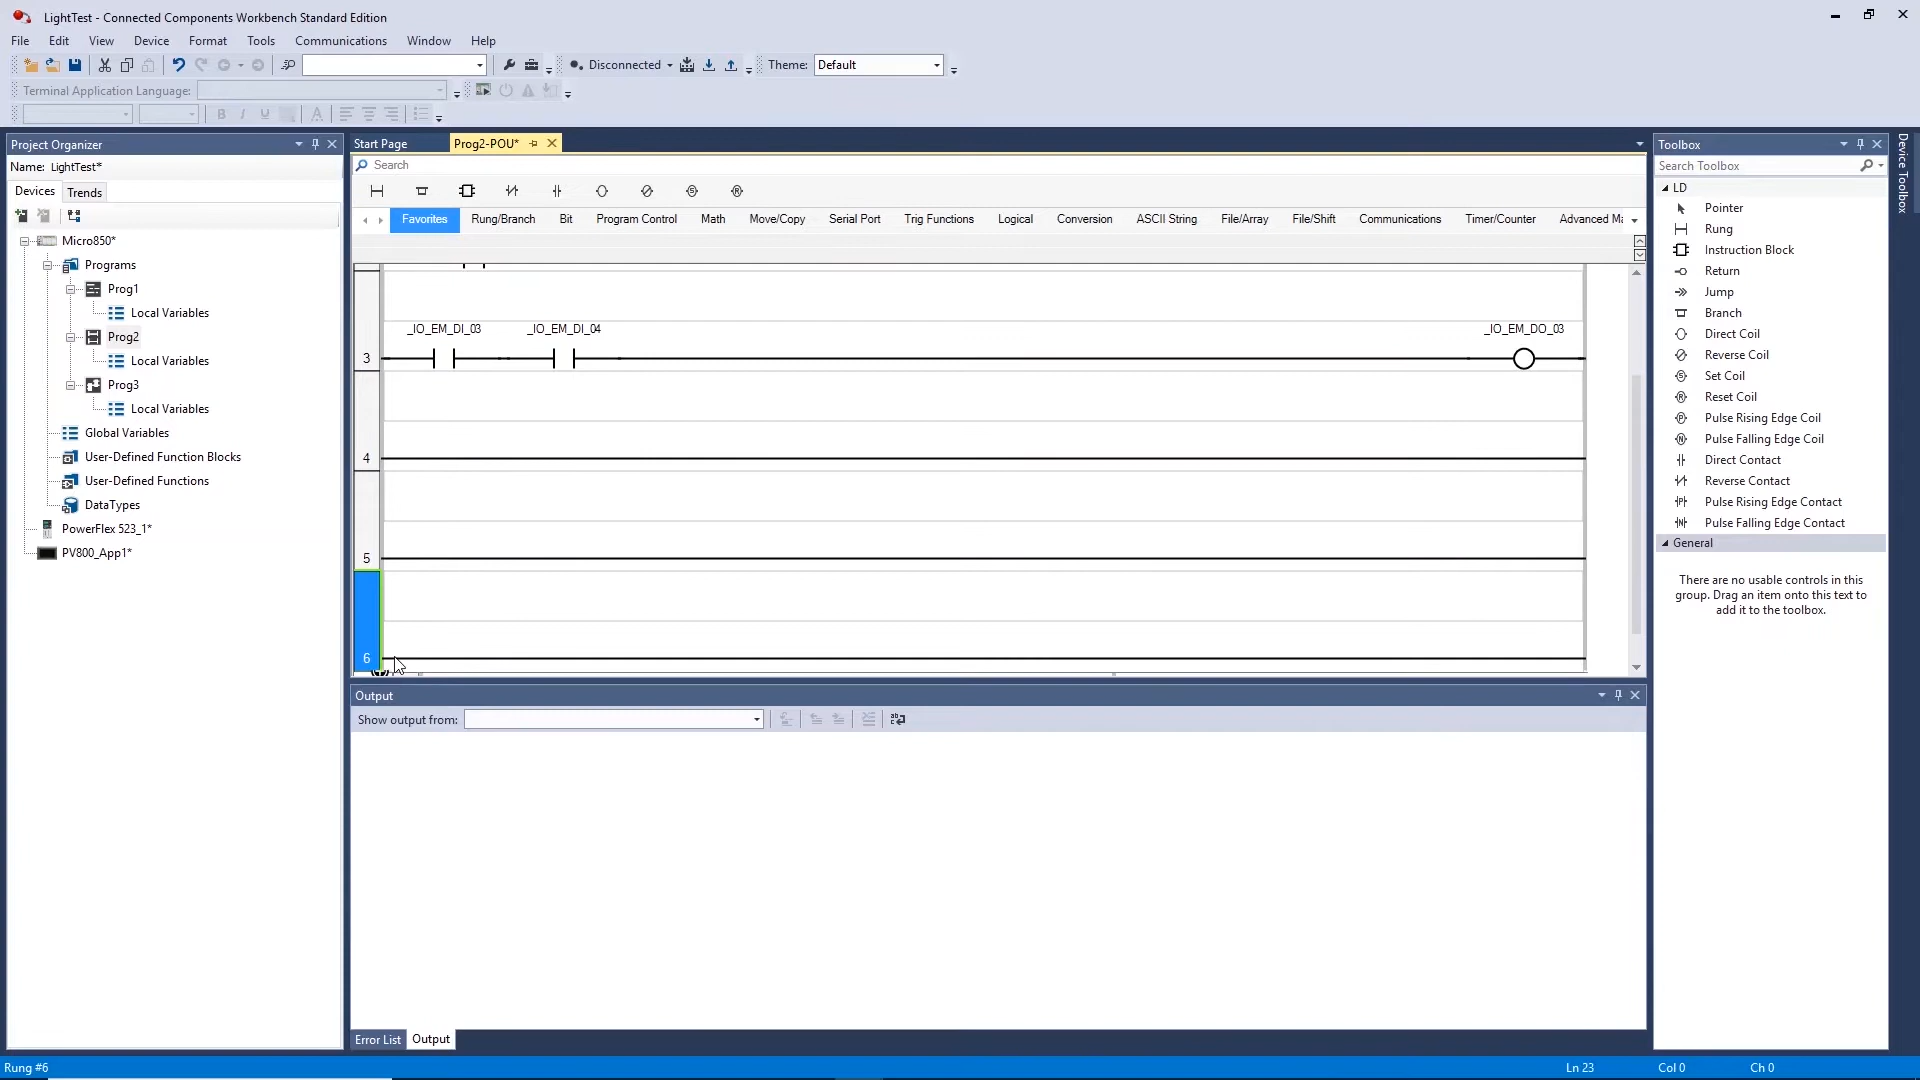 LightTest - Connected Components Workbench Standard Edition
File Edit View Device Format Tools Communications Window Help
Disconnected Theme: Default
Terminal Application Language:
B I U A
Project Organizer
Name: LightTest*
Devices Trends
Micro850*
Programs
Prog1
Local Variables
Prog2
Local Variables
Prog3
Local Variables
Global Variables
User-Defined Function Blocks
User-Defined Functions
DataTypes
PowerFlex 523_1*
PV800_App1*
Start Page Prog2-POU*
Search
Favorites Rung/Branch Bit Program Control Math Move/Copy Serial Port Trig Functions Logical Conversion ASCII String File/Array File/Shift Communications Timer/Counter Advanced Ma
_IO_EM_DI_03 _IO_EM_DI_04 _IO_EM_DO_03
3
4
5
6
Output
Show output from:
Error List Output
Toolbox
Search Toolbox
LD
Pointer
Rung
Instruction Block
Return
Jump
Branch
Direct Coil
Reverse Coil
Set Coil
Reset Coil
Pulse Rising Edge Coil
Pulse Falling Edge Coil
Direct Contact
Reverse Contact
Pulse Rising Edge Contact
Pulse Falling Edge Contact
General
There are no usable controls in this
group. Drag an item onto this text to
add it to the toolbox.
Device Toolbox
Rung #6 Ln 23 Col 0 Ch 0